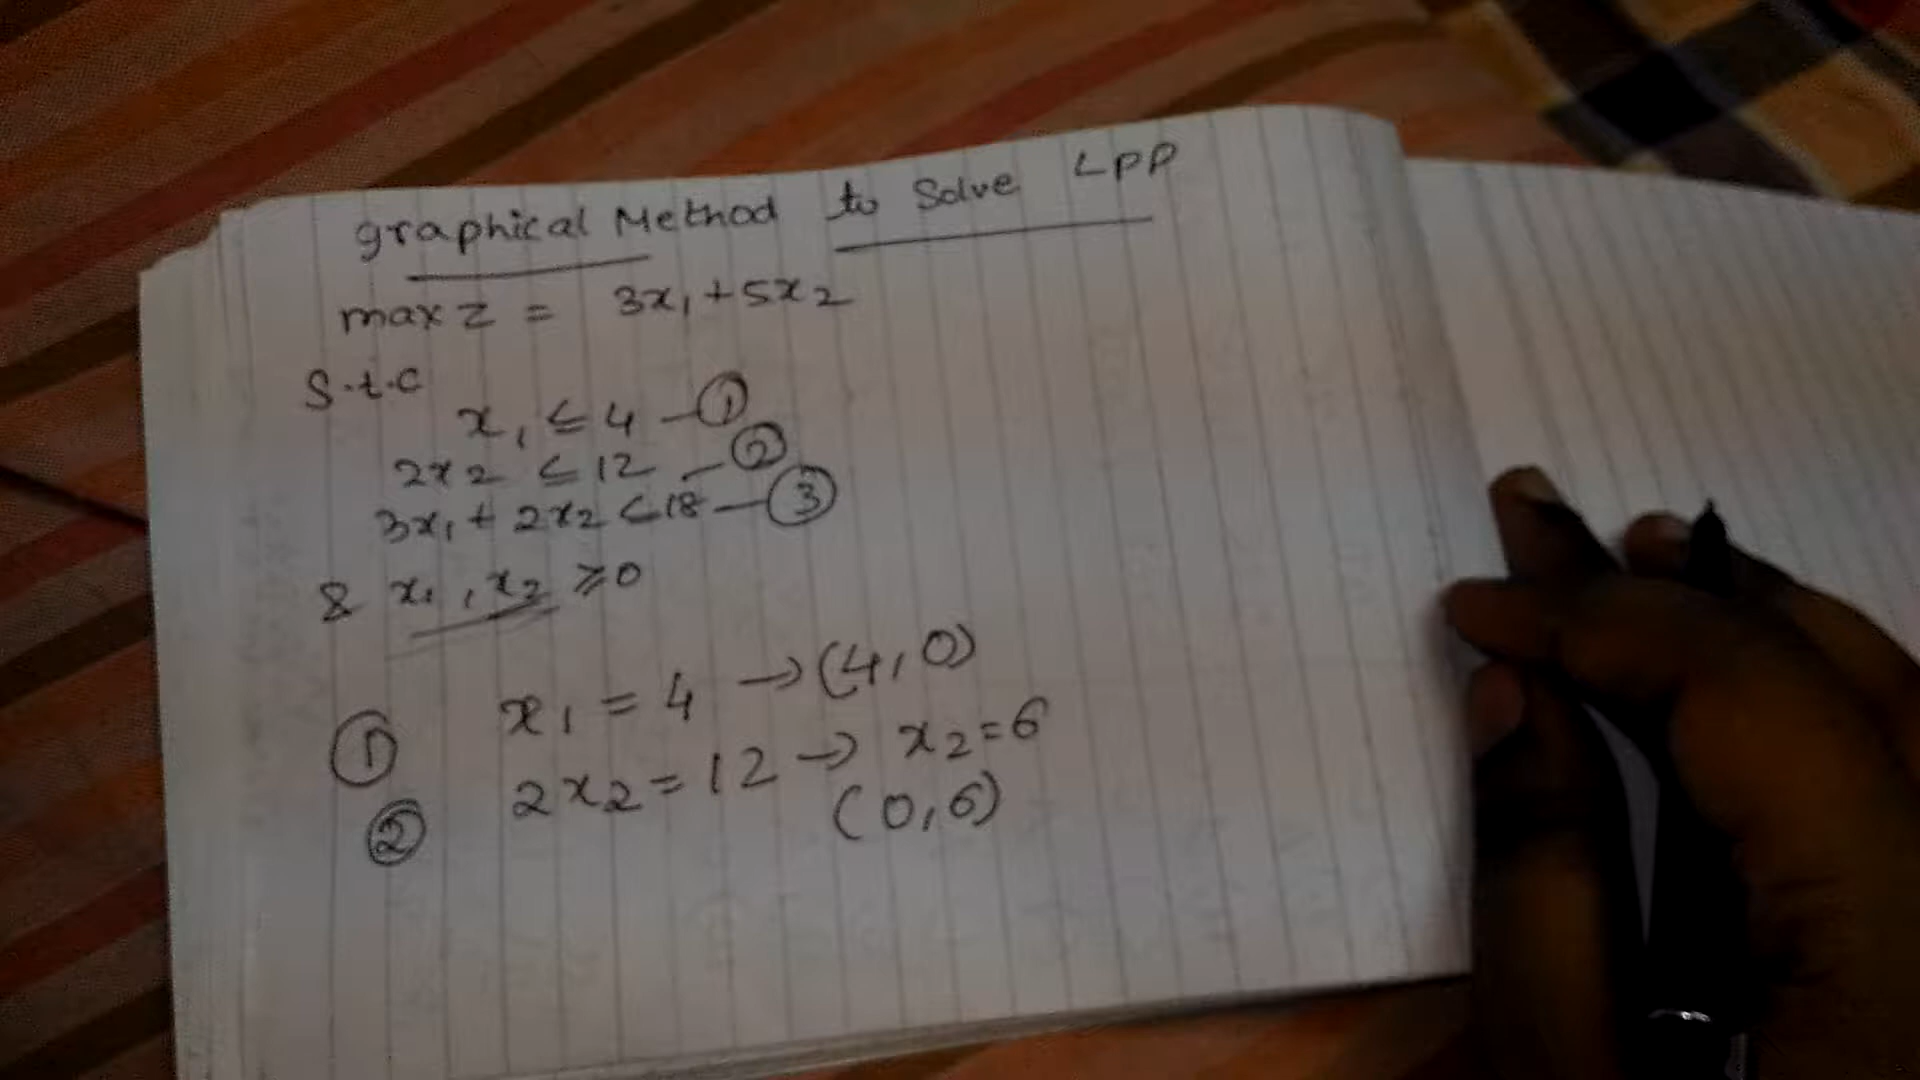 graphical Method to Solve LPP
max z = 3x₁+5x₂
S.t.c
x₁ ≤ 4 - ①
2x₂ ≤ 12 - ②
3x₁ + 2x₂ < 18 - ③
& x₁, x₂ ≥ 0
① x₁ = 4 → (4,0)
② 2x₂ = 12 → x₂=6
(0,6)